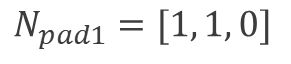 N_{pad1} = [1, 1, 0]